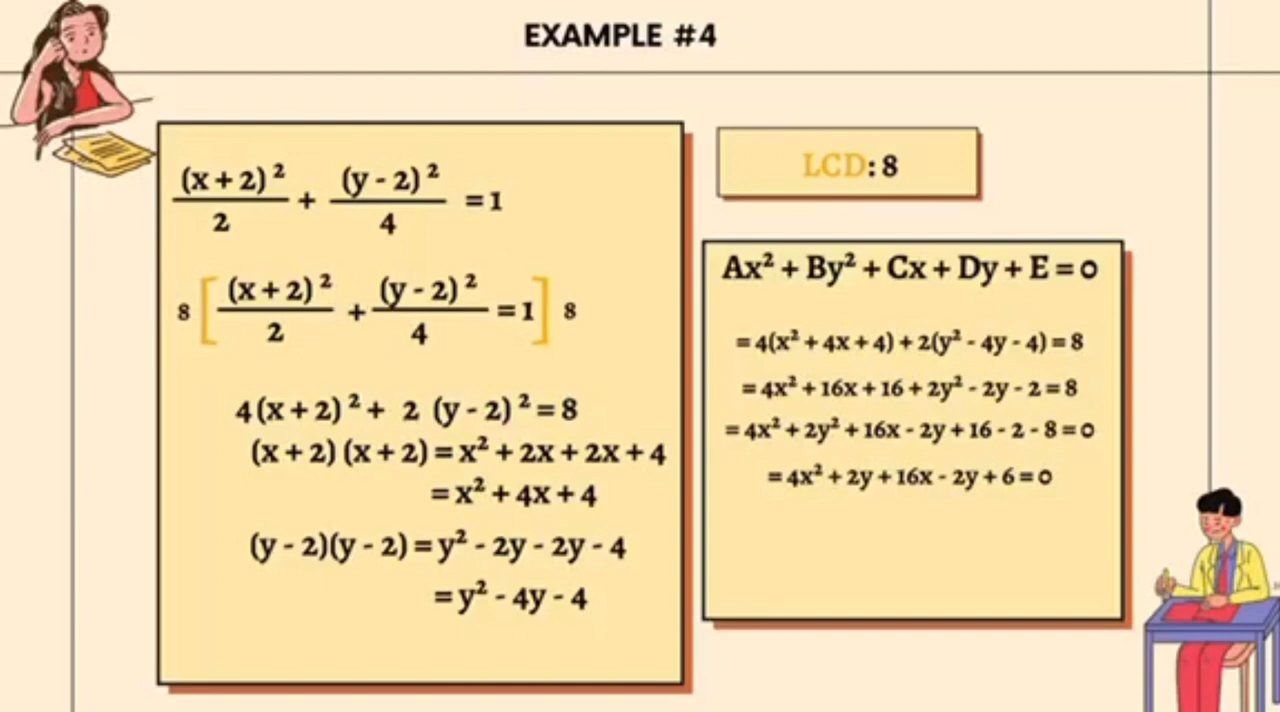 EXAMPLE #4
(x + 2)² / 2 + (y - 2)² / 4 = 1
8 [ (x + 2)² / 2 + (y - 2)² / 4 = 1 ] 8
4 (x + 2)² + 2 (y - 2)² = 8
(x + 2) (x + 2) = x² + 2x + 2x + 4
= x² + 4x + 4
(y - 2)(y - 2) = y² - 2y - 2y - 4
= y² - 4y - 4
LCD: 8
Ax² + By² + Cx + Dy + E = 0
= 4(x² + 4x + 4) + 2(y² - 4y - 4) = 8
= 4x² + 16x + 16 + 2y² - 2y - 2 = 8
= 4x² + 2y² + 16x - 2y + 16 - 2 - 8 = 0
= 4x² + 2y + 16x - 2y + 6 = 0